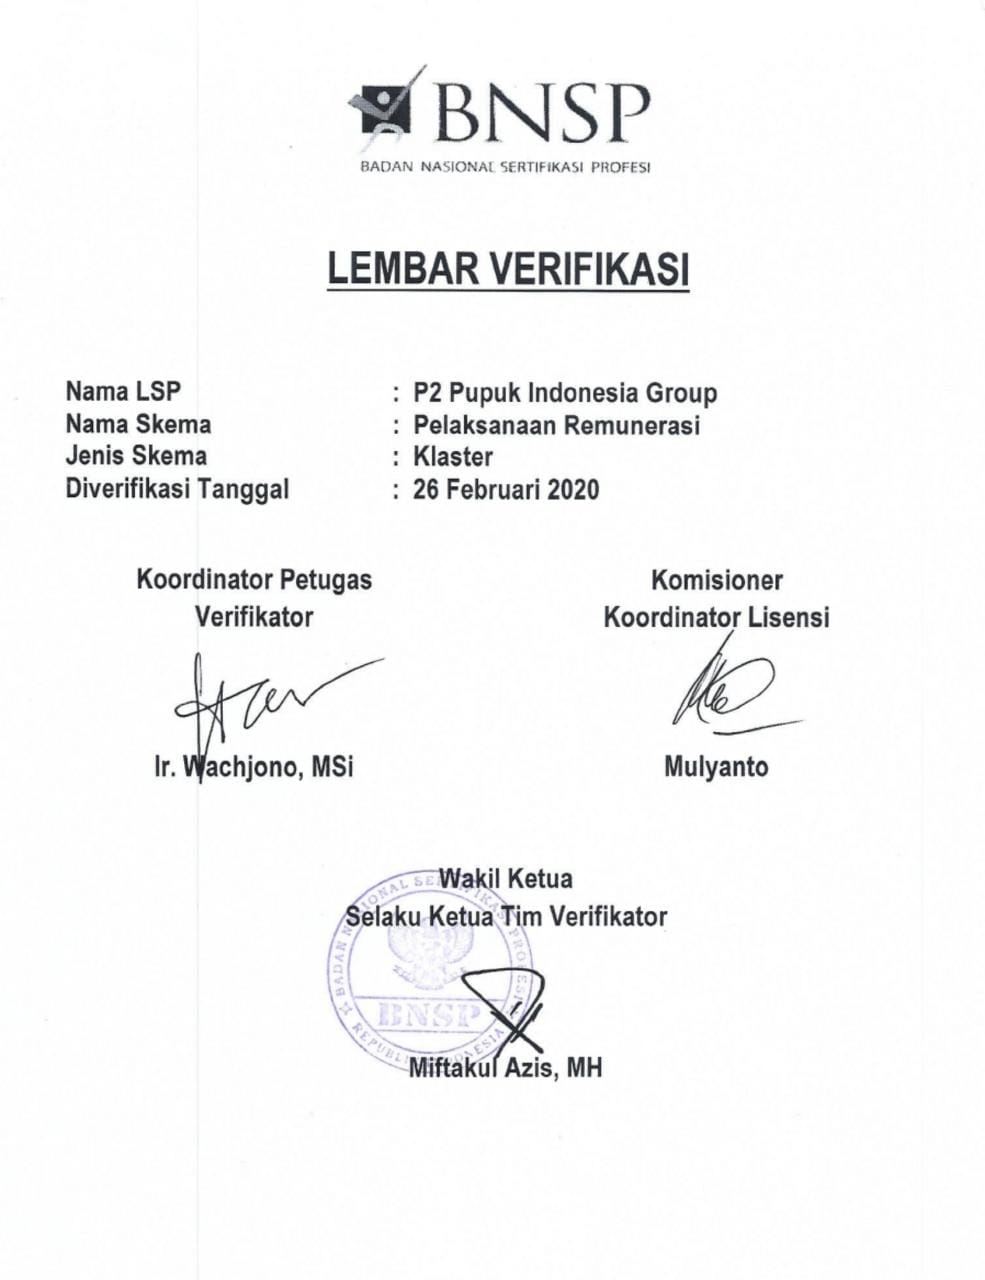 BNSP
BADAN NASIONAL SERTIFIKASI PROFESI
LEMBAR VERIFIKASI
Nama LSP : P2 Pupuk Indonesia Group
Nama Skema : Pelaksanaan Remunerasi
Jenis Skema : Klaster
Diverifikasi Tanggal : 26 Februari 2020
Koordinator Petugas
Verifikator
Ir. Wachjono, MSi
Komisioner
Koordinator Lisensi
Mulyanto
Wakil Ketua
Selaku Ketua Tim Verifikator
BADAN NASIONAL SERTIFIKASI PROFESI
BNSP
REPUBLIK INDONESIA
Miftakul Azis, MH